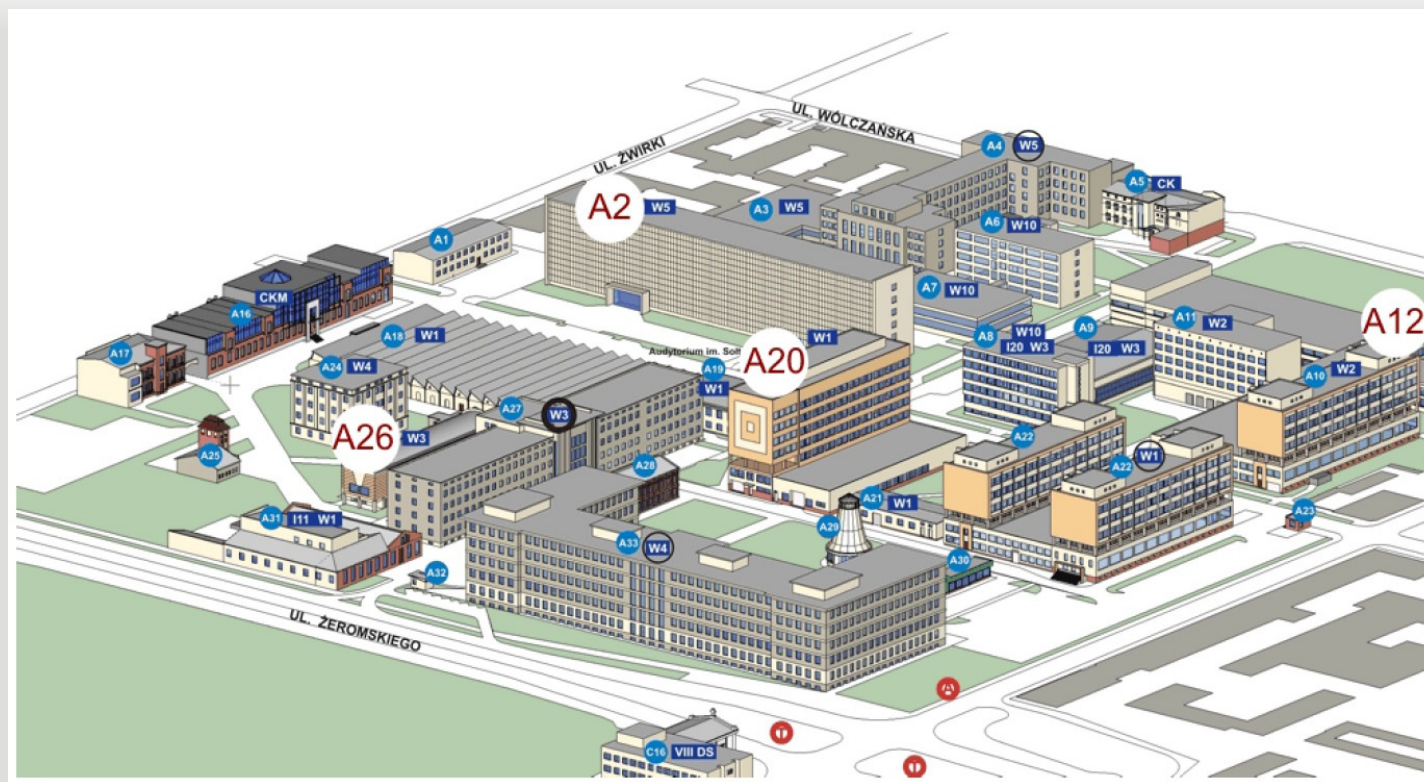 UL. WÓLCZAŃSKA
UL. ŻWIRKI
A4 W5
A5 CK
A2 W5
A3 W5
A6 W10
A1
A7 W10
CKM
A16
A18 W1
W1
A8 W10
I20 W3
A9
I20 W3
A11 W2
A12
A17
Audytorium im.
A20
A19
W1
A24 W4
A10 W2
A27 W3
A26 W3
A22
A22 W1
A25
A28
A21 W1
A23
A31 I11 W1
A29
A33 W4
A30
A32
UL. ŻEROMSKIEGO
A
T
T
C16 VIII DS